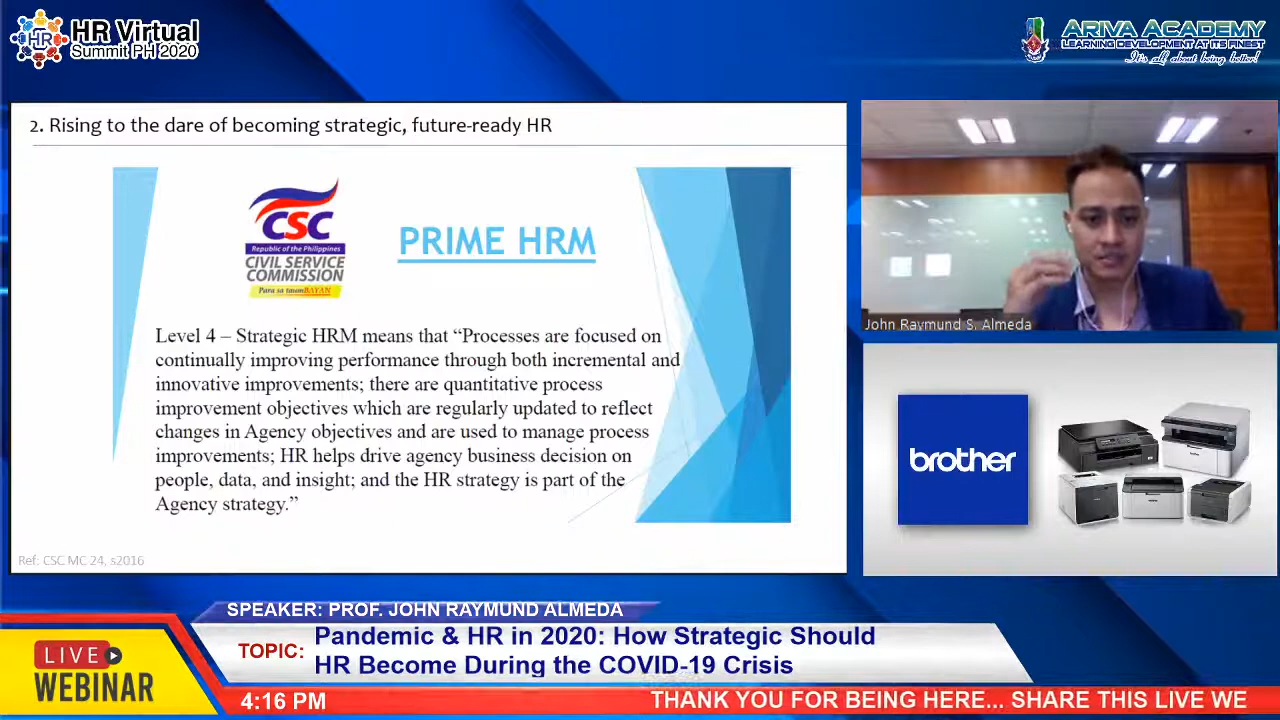 HR Virtual
Summit PH 2020
HR
ARIVA ACADEMY
LEARNING DEVELOPMENT AT ITS FINEST
It's all about being better!
2. Rising to the dare of becoming strategic, future-ready HR
CSC
Republic of the Philippines
CIVIL SERVICE
COMMISSION
Para sa taumBAYAN
PRIME HRM
Level 4 – Strategic HRM means that “Processes are focused on
continually improving performance through both incremental and
innovative improvements; there are quantitative process
improvement objectives which are regularly updated to reflect
changes in Agency objectives and are used to manage process
improvements; HR helps drive agency business decision on
people, data, and insight; and the HR strategy is part of the
Agency strategy.”
Ref: CSC MC 24, s2016
John Raymund S. Almeda
brother
SPEAKER: PROF. JOHN RAYMUND ALMEDA
TOPIC:
Pandemic & HR in 2020: How Strategic Should
HR Become During the COVID-19 Crisis
LIVE
WEBINAR
4:16 PM
THANK YOU FOR BEING HERE... SHARE THIS LIVE WE